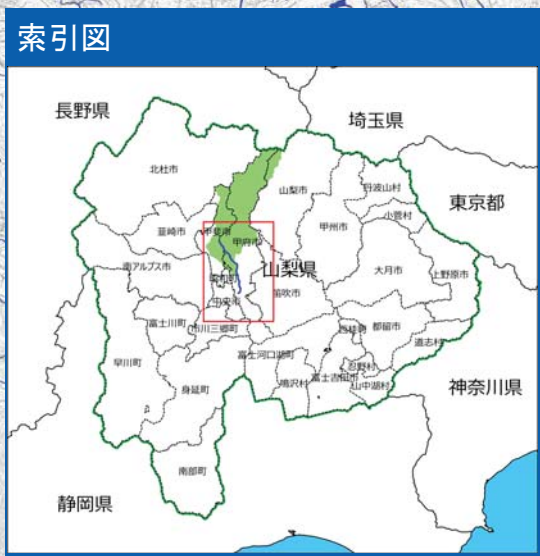 索引図
長野県
埼玉県
北杜市
山梨市
丹波山村
小菅村
東京都
甲斐市
甲府市
甲州市
韮崎市
山梨県
大月市
上野原市
南アルプス市
昭和町
笛吹市
中央市
富士川町
市川三郷町
西桂町
都留市
道志村
早川町
富士河口湖町
忍野村
鳴沢村
富士吉田市
山中湖村
身延町
神奈川県
南部町
静岡県